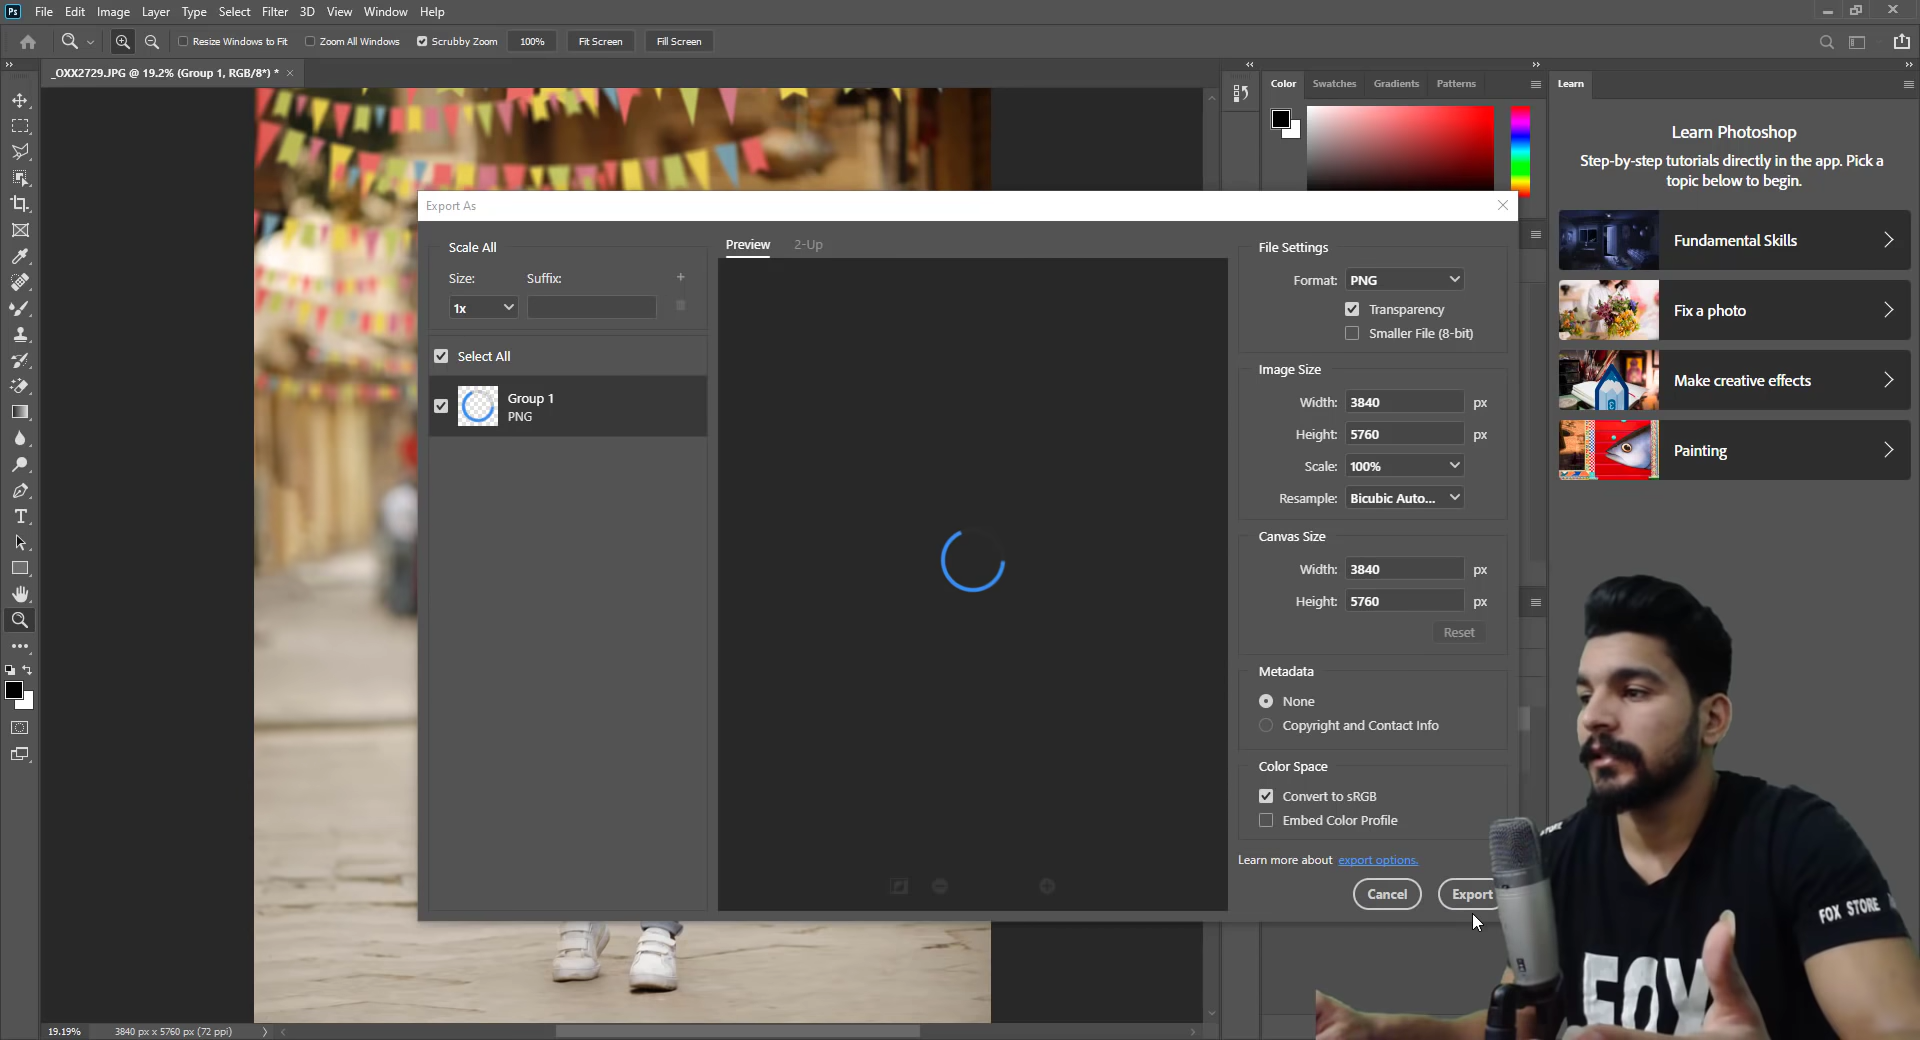 Ps File Edit Image Layer Type Select Filter 3D View Window Help
Resize Windows to Fit Zoom All Windows Scrubby Zoom 100% Fit Screen Fill Screen
_OXX2729.JPG @ 19.2% (Group 1, RGB/8*) *
Color Swatches Gradients Patterns
Learn
Learn Photoshop
Step-by-step tutorials directly in the app. Pick a
topic below to begin.
Fundamental Skills
Fix a photo
Make creative effects
Painting
Export As
Scale All
Size: Suffix:
1x
Select All
Group 1
PNG
Preview 2-Up
File Settings
Format: PNG
Transparency
Smaller File (8-bit)
Image Size
Width: 3840 px
Height: 5760 px
Scale: 100%
Resample: Bicubic Auto...
Canvas Size
Width: 3840 px
Height: 5760 px
Reset
Metadata
None
Copyright and Contact Info
Color Space
Convert to sRGB
Embed Color Profile
Learn more about export options.
Cancel Export
STORE
FOX STORE
FOX
19.19% 3840 px x 5760 px (72 ppi)